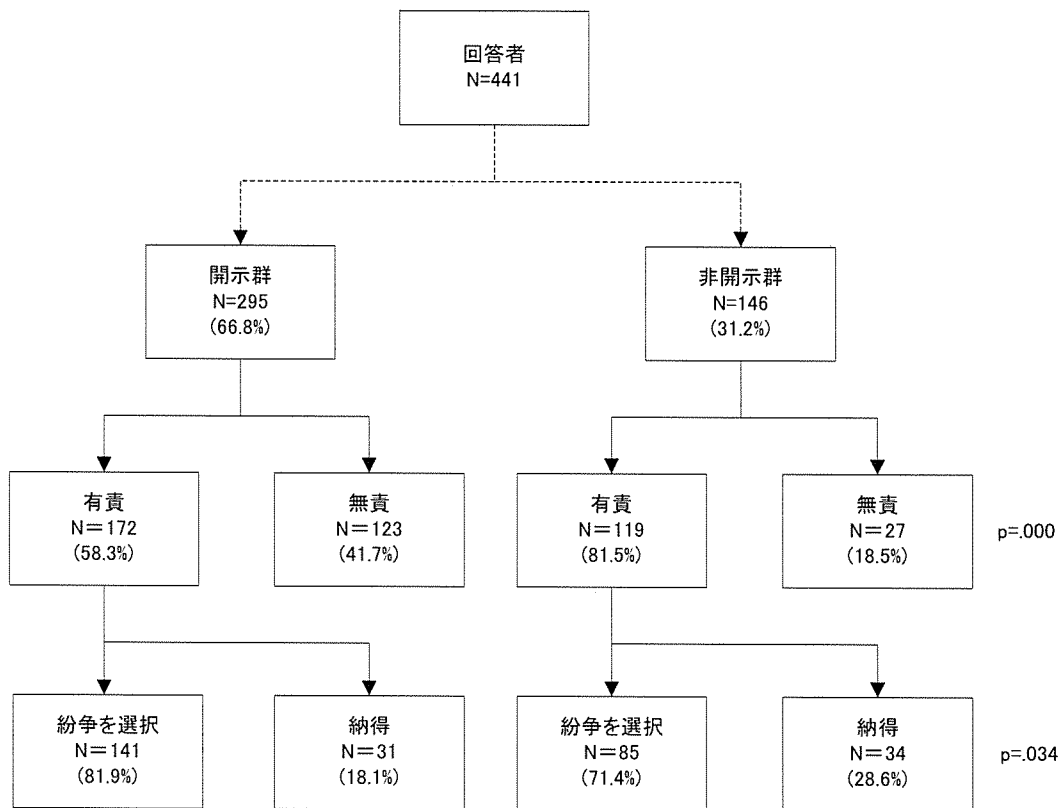 回答者
N=441
開示群
N=295
(66.8%)
非開示群
N=146
(31.2%)
有責
N=172
(58.3%)
無責
N=123
(41.7%)
有責
N=119
(81.5%)
無責
N=27
(18.5%)
p=.000
紛争を選択
N=141
(81.9%)
納得
N=31
(18.1%)
紛争を選択
N=85
(71.4%)
納得
N=34
(28.6%)
p=.034